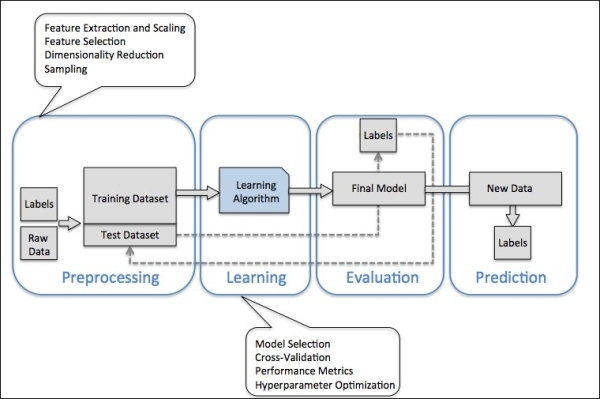 Feature Extraction and Scaling
Feature Selection
Dimensionality Reduction
Sampling
Labels
Raw
Data
Training Dataset
Test Dataset
Preprocessing
Learning
Algorithm
Learning
Labels
Final Model
Evaluation
New Data
Labels
Prediction
Model Selection
Cross-Validation
Performance Metrics
Hyperparameter Optimization